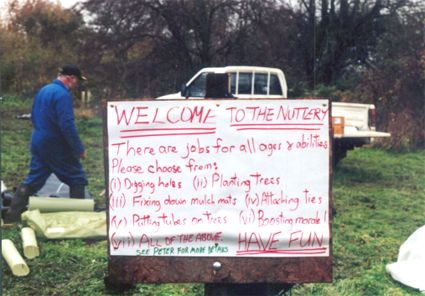 WELCOME TO THE NUTTERY
There are jobs for all ages & abilities
Please choose from:
(i) Digging holes (ii) Planting trees
(iii) Fixing down mulch mats (iv) Attaching ties
(v) Putting tubes on trees (vi) Boosting morale!
(vii) ALL OF THE ABOVE
SEE PETER FOR MORE DETAILS
HAVE FUN